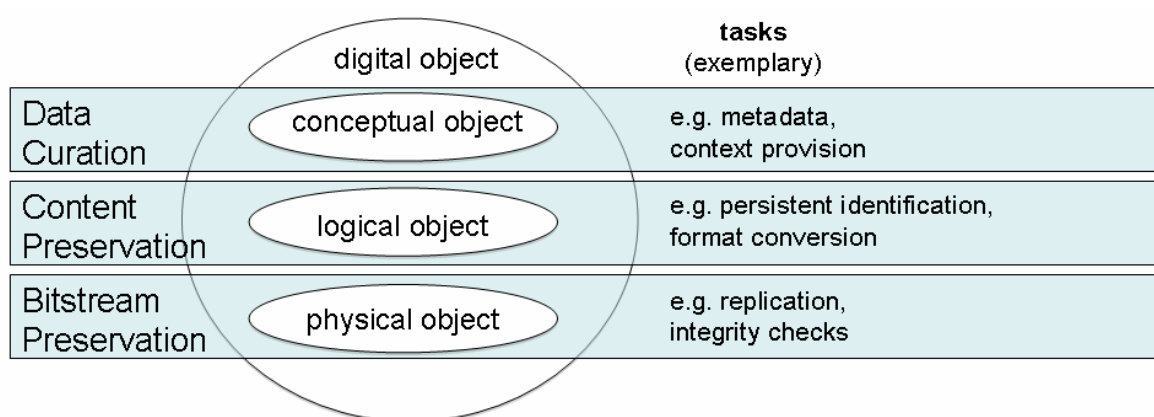 digital object
tasks
(exemplary)
Data
Curation
conceptual object
e.g. metadata,
context provision
Content
Preservation
logical object
e.g. persistent identification,
format conversion
Bitstream
Preservation
physical object
e.g. replication,
integrity checks